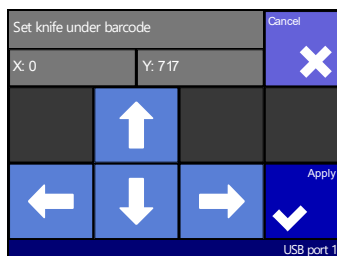 Set knife under barcode
Cancel
X: 0
Y: 717
Apply
USB port 1